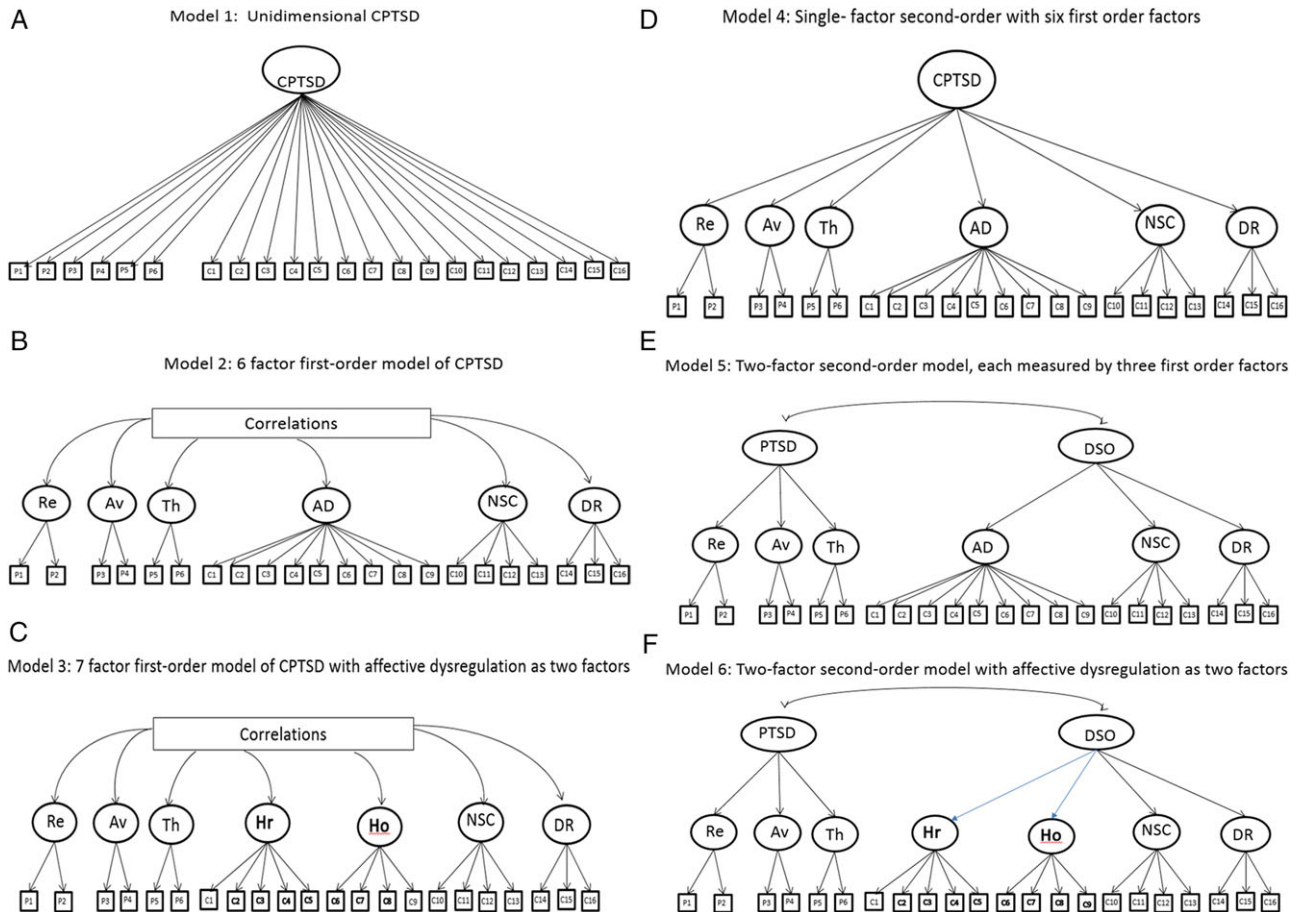 A
Model 1: Unidimensional CPTSD
CPTSD
P1 P2 P3 P4 P5 P6 C1 C2 C3 C4 C5 C6 C7 C8 C9 C10 C11 C12 C13 C14 C15 C16
B
Model 2: 6 factor first-order model of CPTSD
Correlations
Re Av Th AD NSC DR
P1 P2 P3 P4 P5 P6 C1 C2 C3 C4 C5 C6 C7 C8 C9 C10 C11 C12 C13 C14 C15 C16
C
Model 3: 7 factor first-order model of CPTSD with affective dysregulation as two factors
Correlations
Re Av Th Hr Ho NSC DR
P1 P2 P3 P4 P5 P6 C1 C2 C3 C4 C5 C6 C7 C8 C9 C10 C11 C12 C13 C14 C15 C16
D
Model 4: Single- factor second-order with six first order factors
CPTSD
Re Av Th AD NSC DR
P1 P2 P3 P4 P5 P6 C1 C2 C3 C4 C5 C6 C7 C8 C9 C10 C11 C12 C13 C14 C15 C16
E
Model 5: Two-factor second-order model, each measured by three first order factors
PTSD DSO
Re Av Th AD NSC DR
P1 P2 P3 P4 P5 P6 C1 C2 C3 C4 C5 C6 C7 C8 C9 C10 C11 C12 C13 C14 C15 C16
F
Model 6: Two-factor second-order model with affective dysregulation as two factors
PTSD DSO
Re Av Th Hr Ho NSC DR
P1 P2 P3 P4 P5 P6 C1 C2 C3 C4 C5 C6 C7 C8 C9 C10 C11 C12 C13 C14 C15 C16